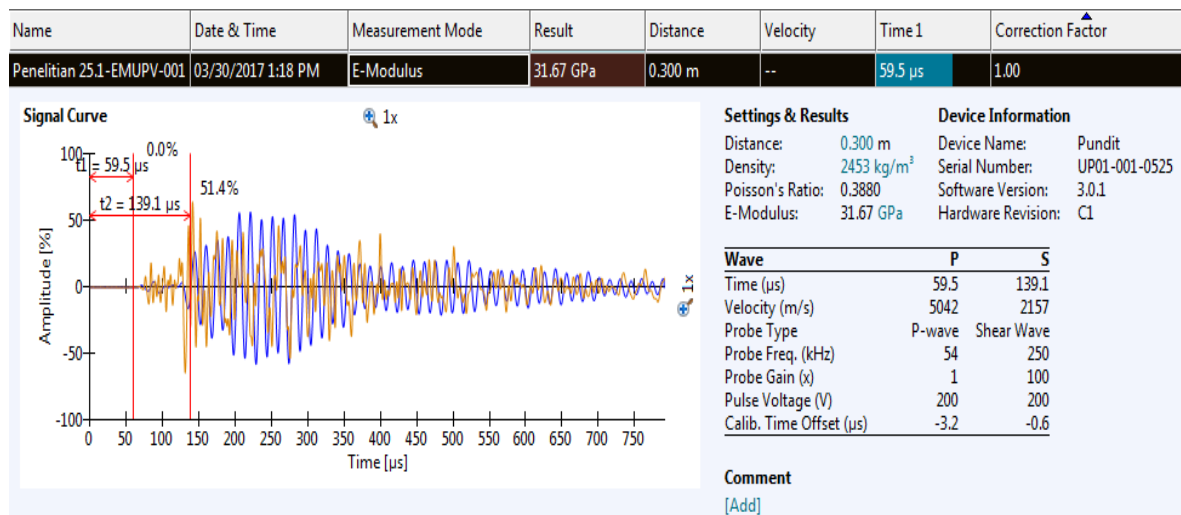 Name Date & Time Measurement Mode Result Distance Velocity Time 1 Correction Factor
Penelitian 25.1-EMUPV-001 03/30/2017 1:18 PM E-Modulus 31.67 GPa 0.300 m -- 59.5 µs 1.00
Signal Curve 1x
100 0.0%
t1 = 59.5 µs
51.4%
t2 = 139.1 µs
50
0
-50
-100
Amplitude [%]
1x
0 50 100 150 200 250 300 350 400 450 500 550 600 650 700 750
Time [µs]
Settings & Results
Distance: 0.300 m
Density: 2453 kg/m³
Poisson's Ratio: 0.3880
E-Modulus: 31.67 GPa
Device Information
Device Name: Pundit
Serial Number: UP01-001-0525
Software Version: 3.0.1
Hardware Revision: C1
Wave P S
Time (µs) 59.5 139.1
Velocity (m/s) 5042 2157
Probe Type P-wave Shear Wave
Probe Freq. (kHz) 54 250
Probe Gain (x) 1 100
Pulse Voltage (V) 200 200
Calib. Time Offset (µs) -3.2 -0.6
Comment
[Add]